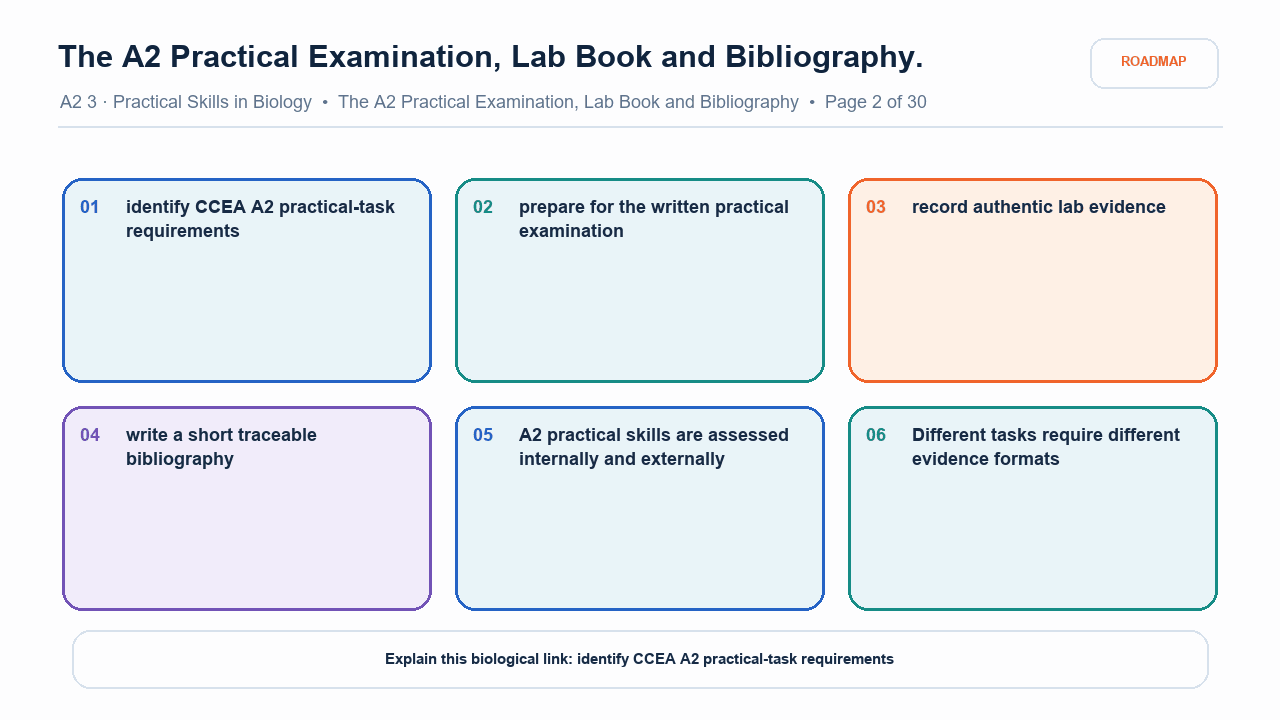 The A2 Practical Examination, Lab Book and Bibliography.
ROADMAP
A2 3 · Practical Skills in Biology • The A2 Practical Examination, Lab Book and Bibliography • Page 2 of 30
01 identify CCEA A2 practical-task
requirements
02 prepare for the written practical
examination
03 record authentic lab evidence
04 write a short traceable
bibliography
05 A2 practical skills are assessed
internally and externally
06 Different tasks require different
evidence formats
Explain this biological link: identify CCEA A2 practical-task requirements